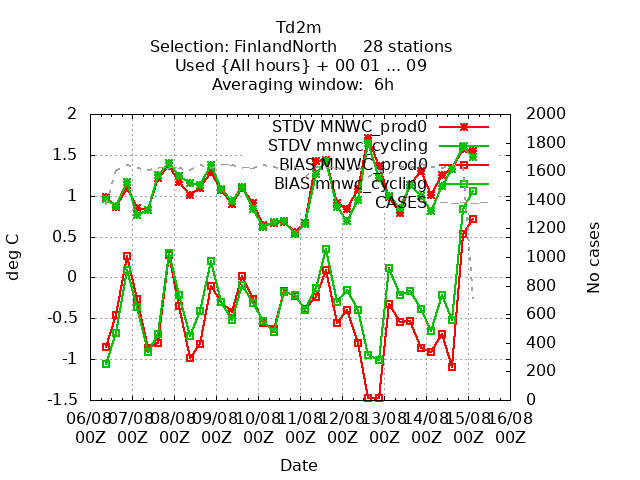 Td2m
Selection: FinlandNorth 28 stations
Used {All hours} + 00 01 ... 09
Averaging window: 6h
STDV MNWC_prod0
STDV mnwc_cycling
BIAS MNWC_prod0
BIAS mnwc_cycling
CASES
2
1.5
1
0.5
0
-0.5
-1
-1.5
deg C
2000
1800
1600
1400
1200
1000
800
600
400
200
0
No cases
06/08 07/08 08/08 09/08 10/08 11/08 12/08 13/08 14/08 15/08 16/08
00Z 00Z 00Z 00Z 00Z 00Z 00Z 00Z 00Z 00Z 00Z
Date